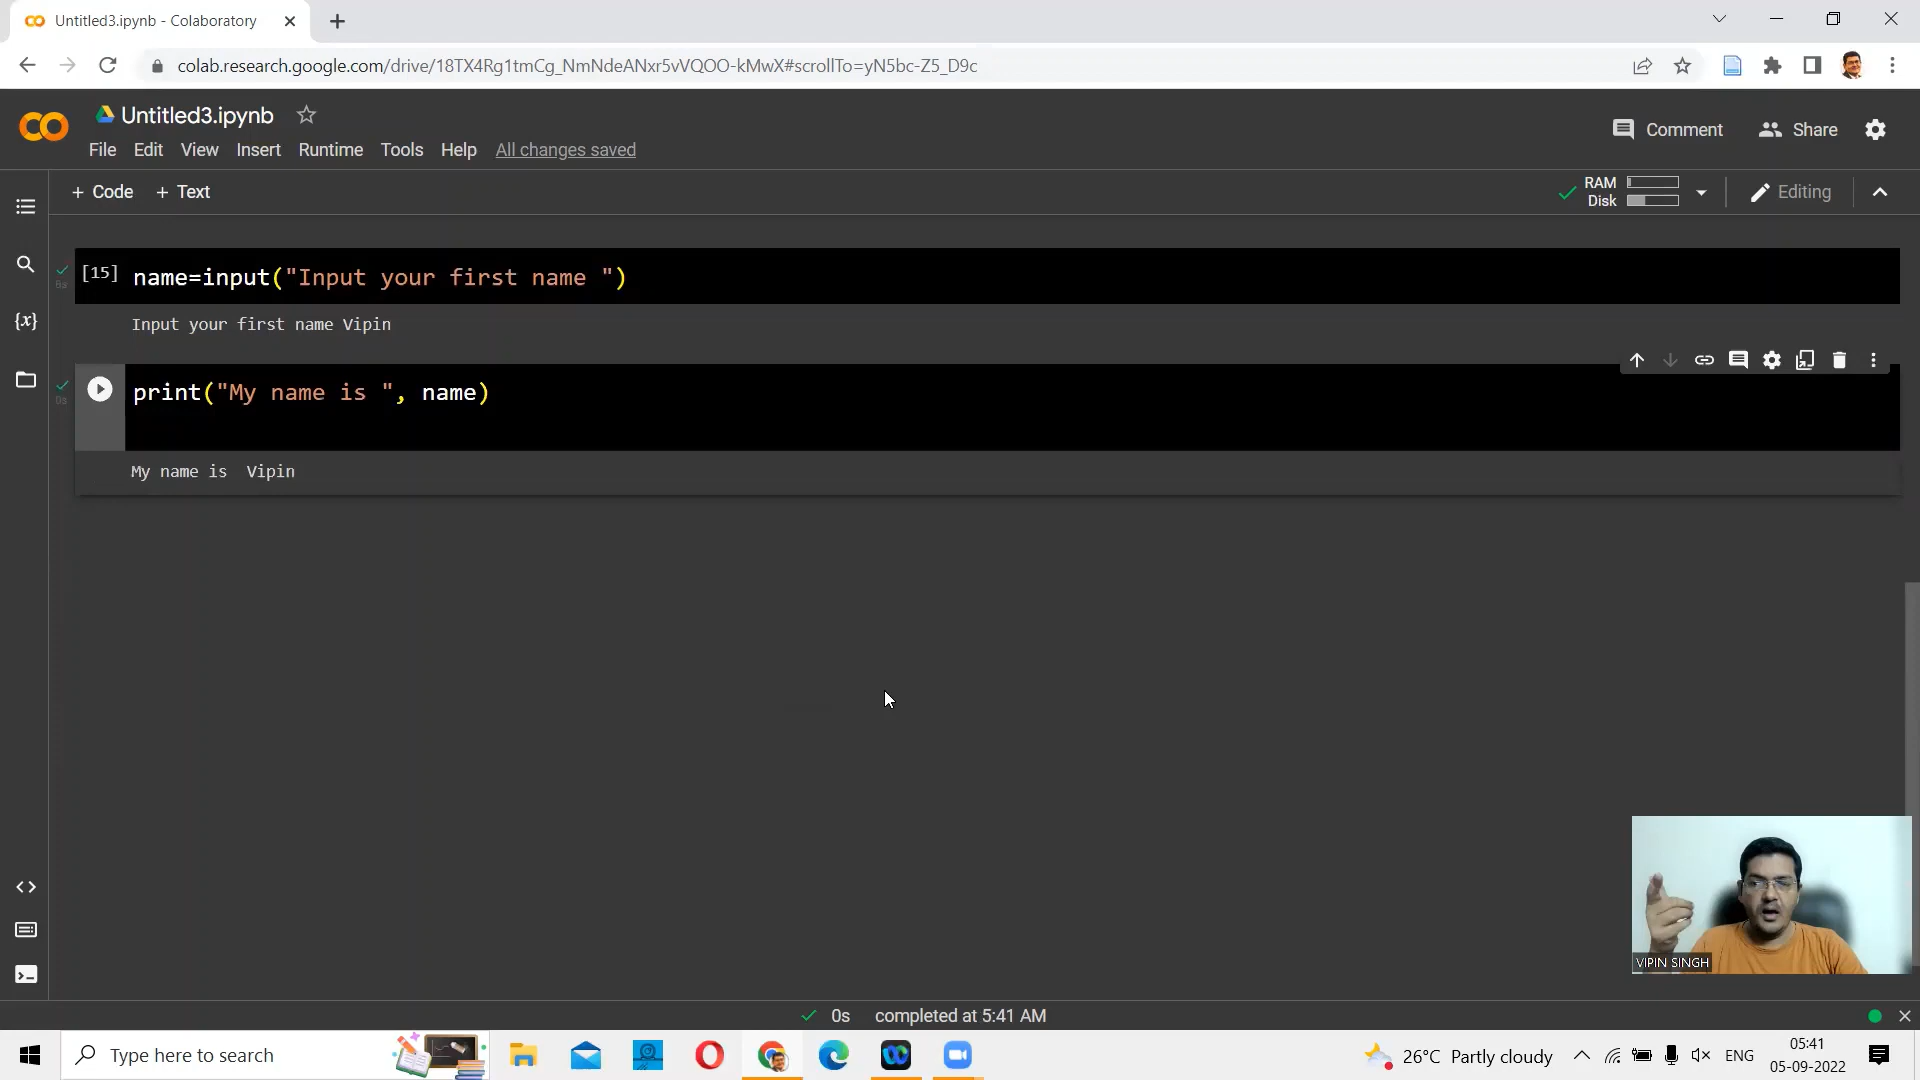 Untitled3.ipynb - Colaboratory
colab.research.google.com/drive/18TX4Rg1tmCg_NmNdeANxr5vVQOO-kMwX#scrollTo=yN5bc-Z5_D9c
Untitled3.ipynb
Comment
Share
File Edit View Insert Runtime Tools Help All changes saved
+ Code + Text
RAM
Disk
Editing
[15] name=input("Input your first name ")
0s
Input your first name Vipin
{x}
print("My name is ", name)
0s
My name is  Vipin
VIPIN SINGH
0s completed at 5:41 AM
Type here to search
26°C Partly cloudy
ENG
05:41
05-09-2022